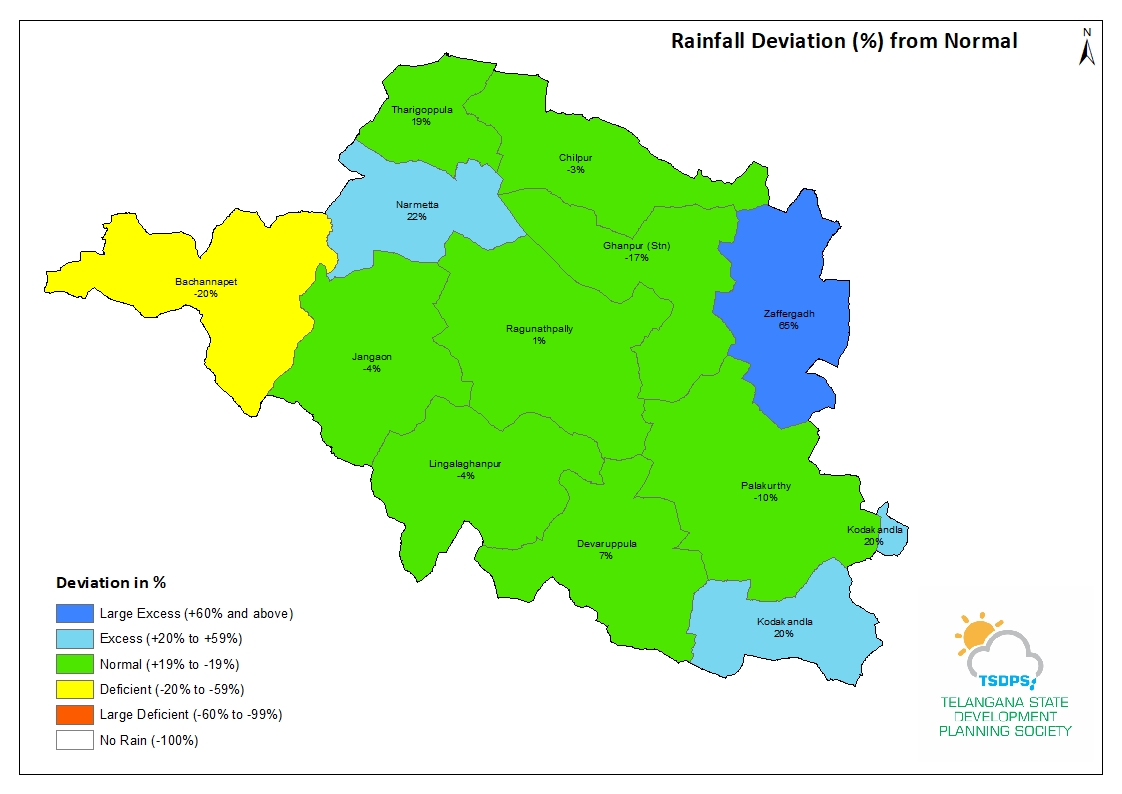 Rainfall Deviation (%) from Normal
N
Tharigoppula
19%
Chilpur
-3%
Narmetta
22%
Ghanpur (Stn)
-17%
Bachannapet
-20%
Zaffergadh
65%
Ragunathpally
1%
Jangaon
-4%
Lingalaghanpur
-4%
Palakurthy
-10%
Kodakandla
20%
Devaruppula
7%
Kodakandla
20%
Deviation in %
Large Excess (+60% and above)
Excess (+20% to +59%)
Normal (+19% to -19%)
Deficient (-20% to -59%)
Large Deficient (-60% to -99%)
No Rain (-100%)
TSDPS
TELANGANA STATE
DEVELOPMENT
PLANNING SOCIETY